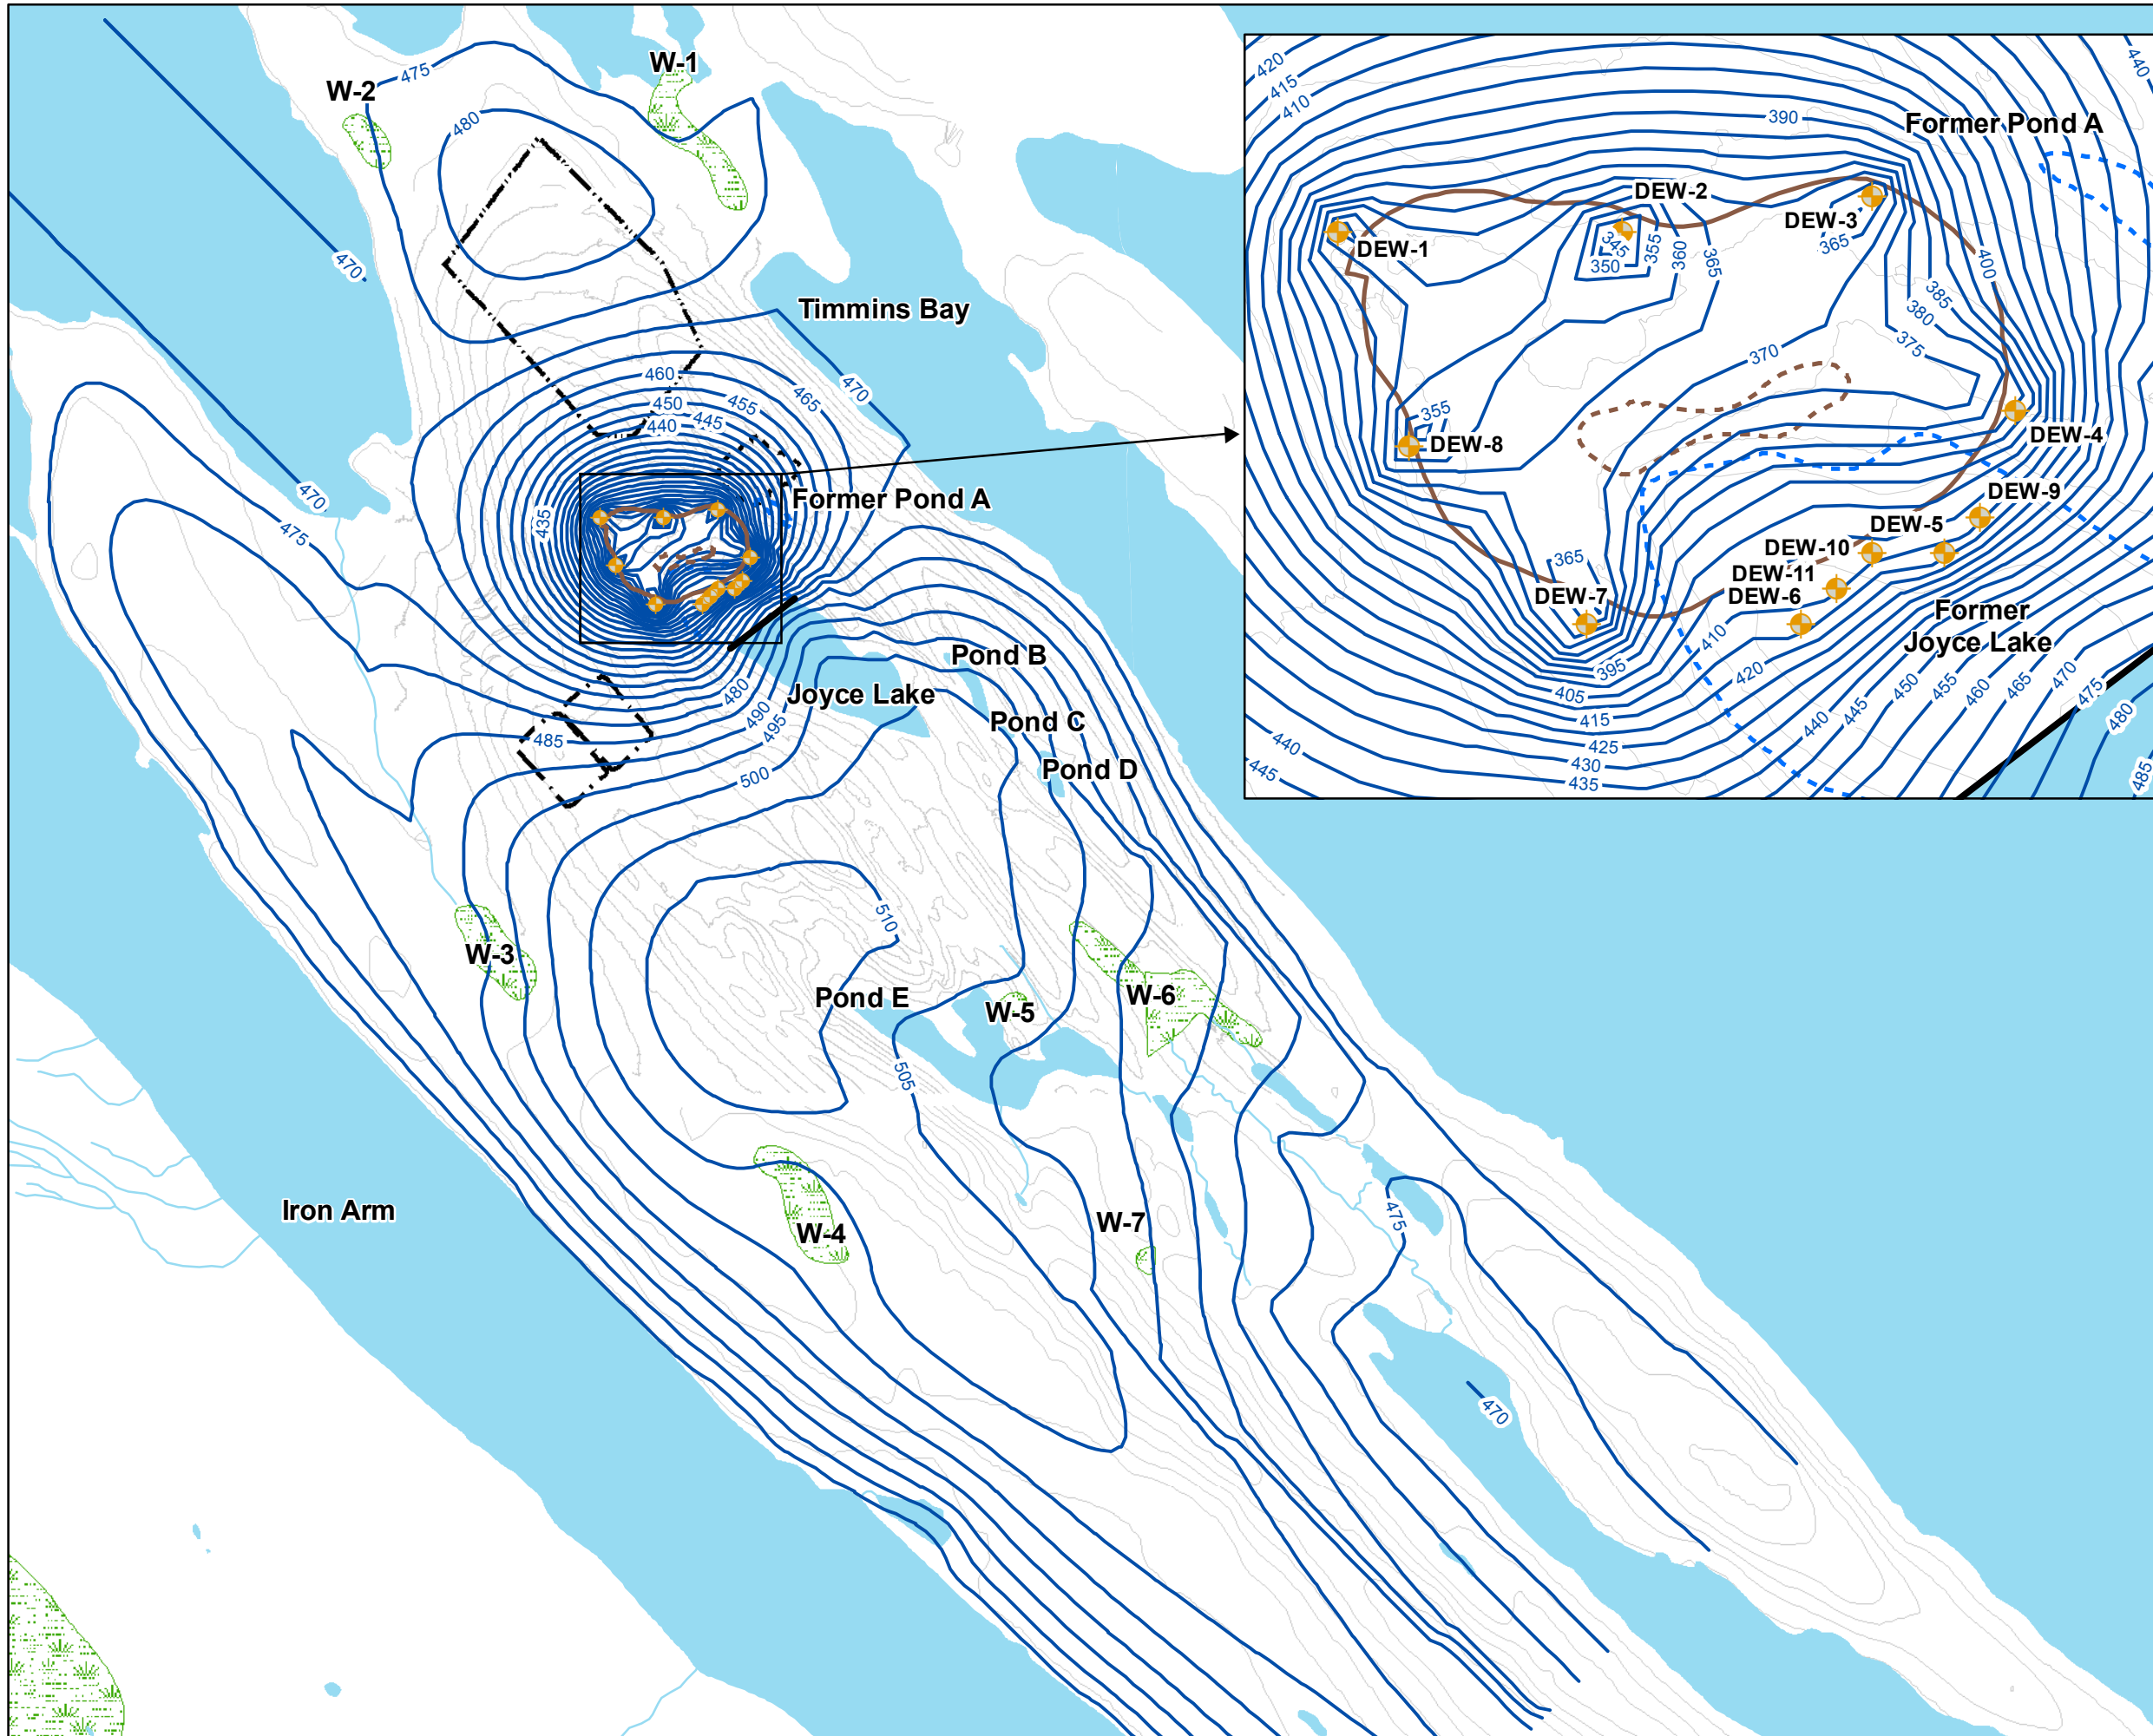 W-1
W-2
475
480
470
470
475
Timmins Bay
460
450
455
465
470
440
445
435
Former Pond A
Pond B
Joyce Lake
480
490
495
485
500
Pond C
Pond D
510
W-3
Pond E
W-5
W-6
505
Iron Arm
W-4
W-7
475
470
420
415
410
390
440
Former Pond A
DEW-2
DEW-3
DEW-1
365
345
350
355
360
365
400
385
380
375
370
355
DEW-8
DEW-4
DEW-9
DEW-5
DEW-10
365
DEW-11
DEW-7
DEW-6
Former
Joyce Lake
410
395
420
405
415
425
430
435
440
445
440
445
450
455
460
465
470
475
480
485